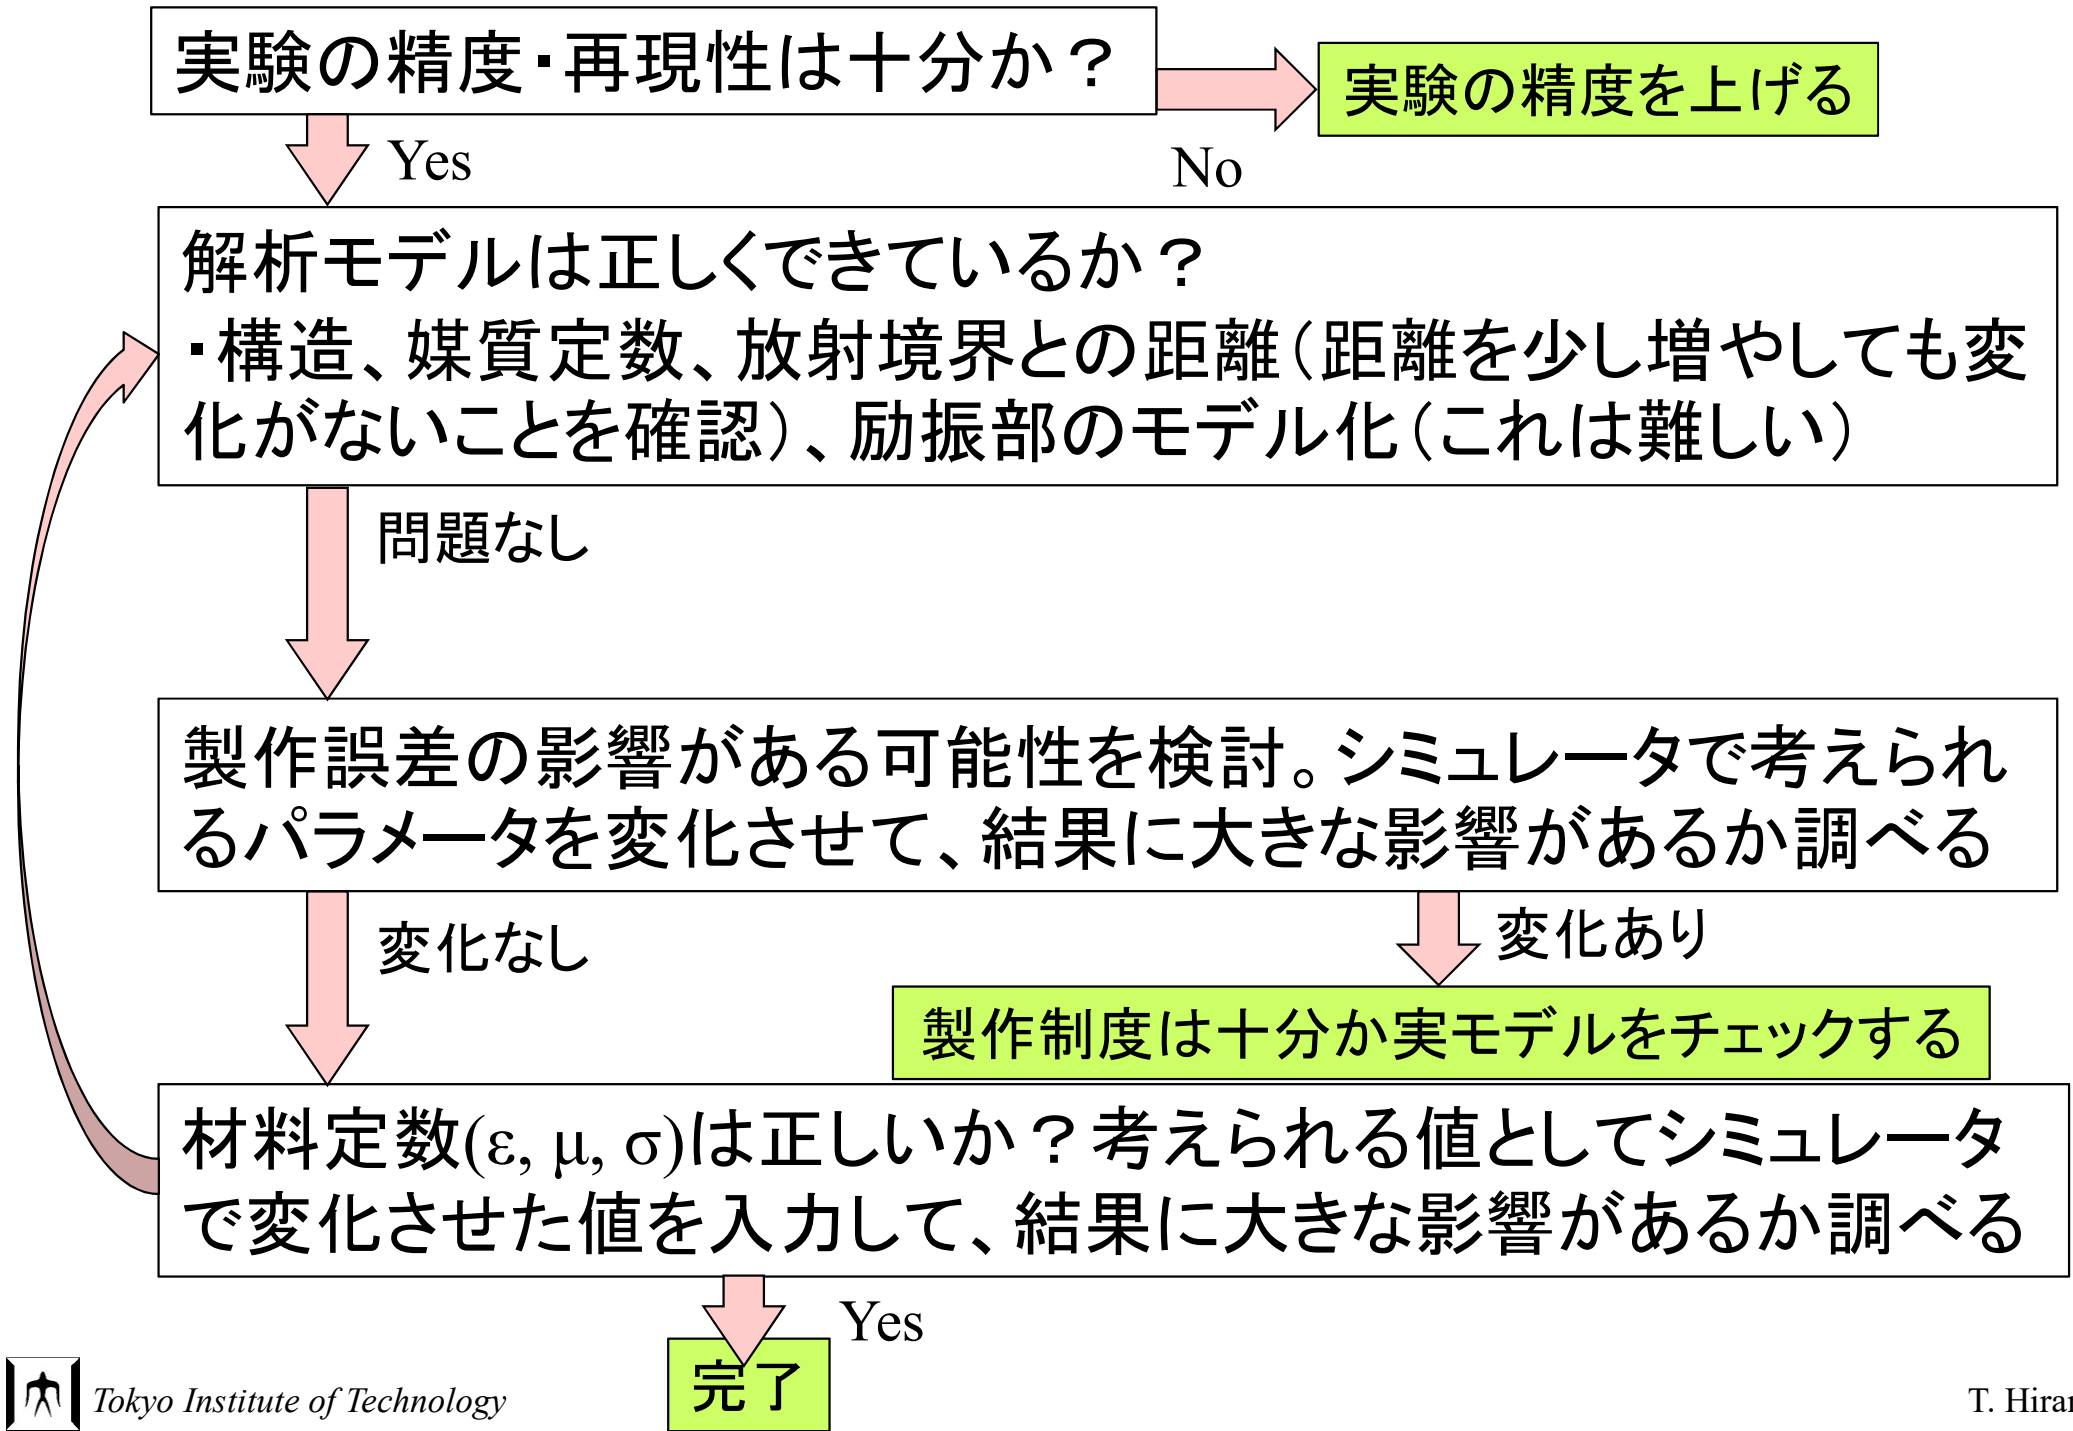 実験の精度・再現性は十分か？
実験の精度を上げる
Yes
No
解析モデルは正しくできているか？
・構造、媒質定数、放射境界との距離（距離を少し増やしても変
化がないことを確認）、励振部のモデル化（これは難しい）
問題なし
製作誤差の影響がある可能性を検討。シミュレータで考えられ
るパラメータを変化させて、結果に大きな影響があるか調べる
変化なし
変化あり
製作制度は十分か実モデルをチェックする
材料定数(ε, μ, σ)は正しいか？考えられる値としてシミュレータ
で変化させた値を入力して、結果に大きな影響があるか調べる
Yes
完了
Tokyo Institute of Technology
T.